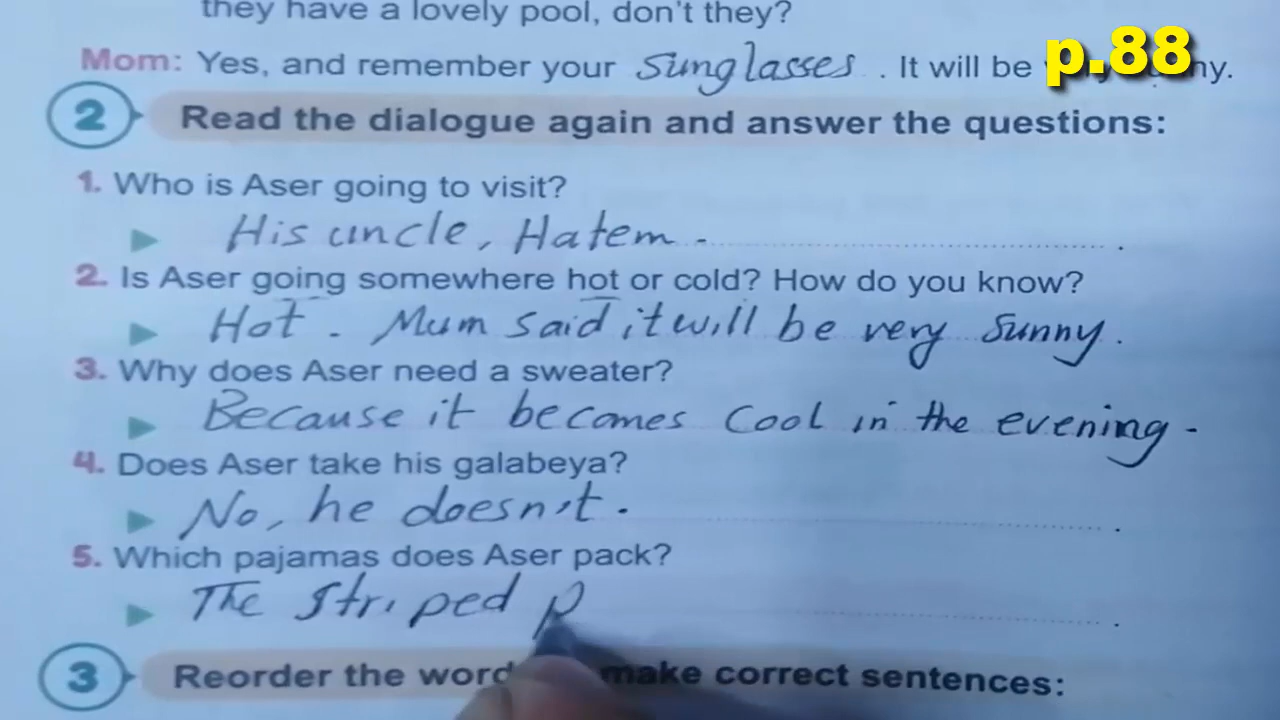 they have a lovely pool, don't they?
Mom: Yes, and remember your sunglasses. It will be
p.88
2 Read the dialogue again and answer the questions:
1. Who is Aser going to visit?
His uncle, Hatem.
2. Is Aser going somewhere hot or cold? How do you know?
Hot. Mum said it will be very sunny.
3. Why does Aser need a sweater?
Because it becomes cool in the evening.
4. Does Aser take his galabeya?
No, he doesn't.
5. Which pajamas does Aser pack?
The striped p
3 Reorder the make correct sentences: